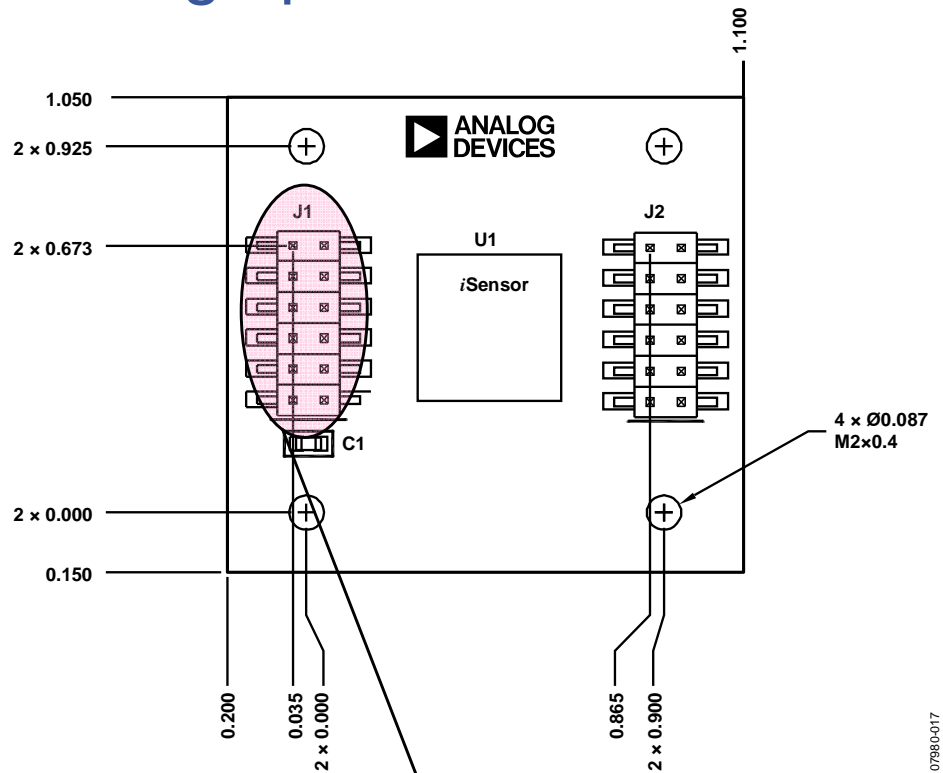 1.100
1.050
ANALOG
DEVICES
2 × 0.925
J1
J2
2 × 0.673
U1
iSensor
4 × Ø0.087
M2×0.4
C1
2 × 0.000
0.150
0.200
0.035
2 × 0.000
0.865
2 × 0.900
07980-017